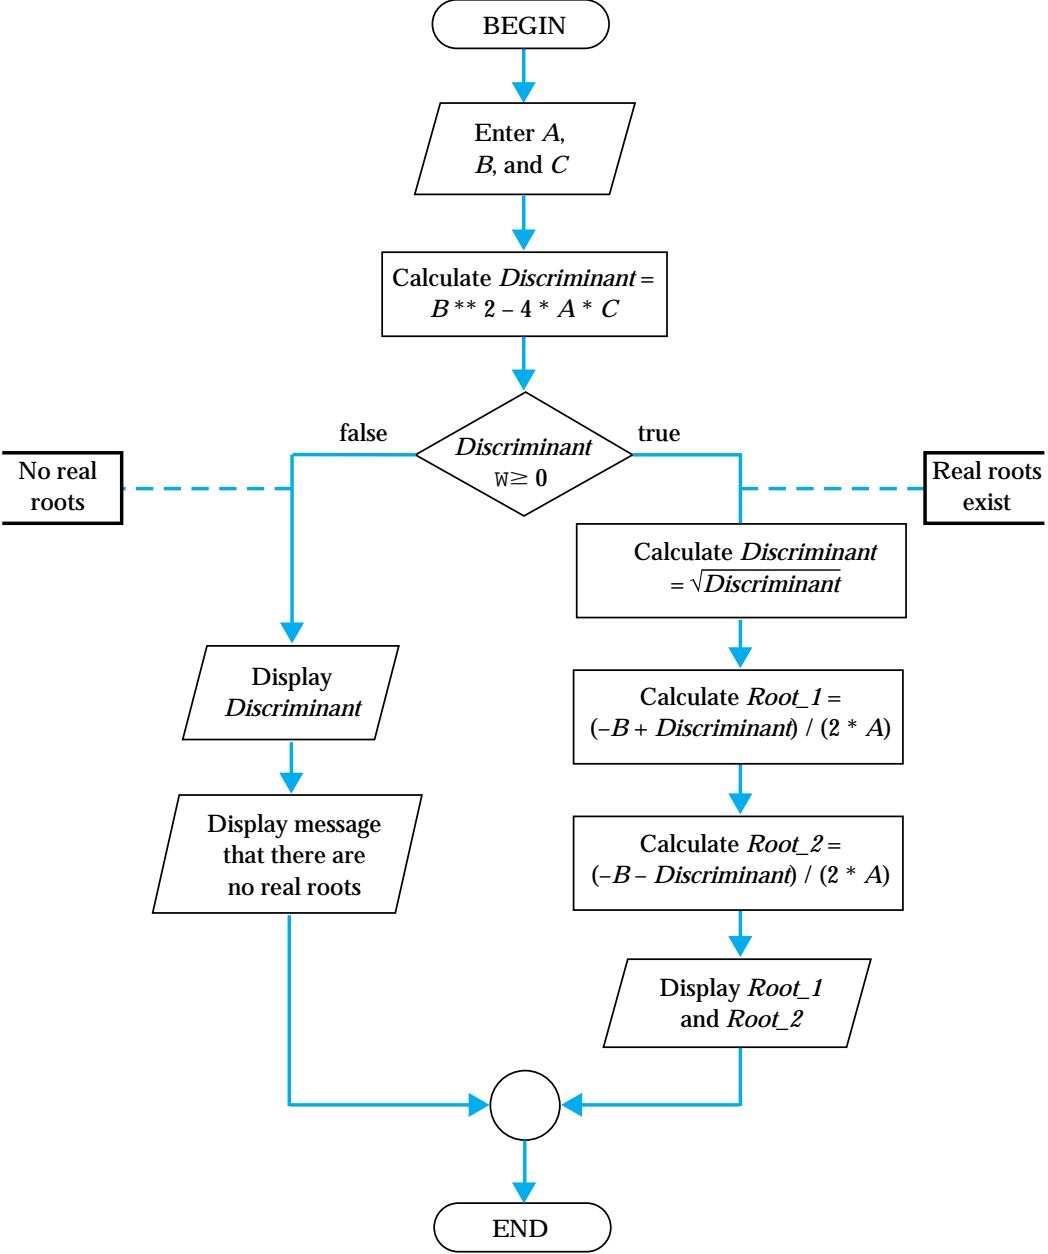 BEGIN
Enter A,
B, and C
Calculate Discriminant =
B ** 2 – 4 * A * C
false
Discriminant
W≥ 0
true
No real
roots
Real roots
exist
Calculate Discriminant
= √Discriminant
Display
Discriminant
Calculate Root_1 =
(–B + Discriminant) / (2 * A)
Display message
that there are
no real roots
Calculate Root_2 =
(–B – Discriminant) / (2 * A)
Display Root_1
and Root_2
END